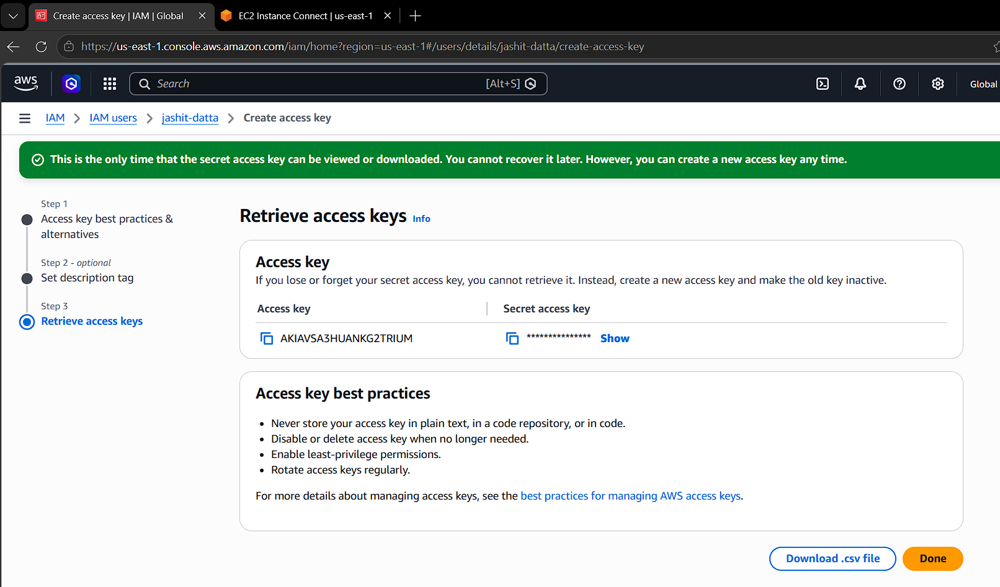 Create access key | IAM | Global
EC2 Instance Connect | us-east-1
https://us-east-1.console.aws.amazon.com/iam/home?region=us-east-1#/users/details/jashit-datta/create-access-key
aws
Search
[Alt+S]
Global
IAM
IAM users
jashit-datta
Create access key
This is the only time that the secret access key can be viewed or downloaded. You cannot recover it later. However, you can create a new access key any time.
Step 1
Access key best practices &
alternatives
Step 2 - optional
Set description tag
Step 3
Retrieve access keys
Retrieve access keys Info
Access key
If you lose or forget your secret access key, you cannot retrieve it. Instead, create a new access key and make the old key inactive.
Access key
Secret access key
AKIAVSA3HUANKG2TRIUM
*************** Show
Access key best practices
• Never store your access key in plain text, in a code repository, or in code.
• Disable or delete access key when no longer needed.
• Enable least-privilege permissions.
• Rotate access keys regularly.
For more details about managing access keys, see the best practices for managing AWS access keys.
Download .csv file
Done